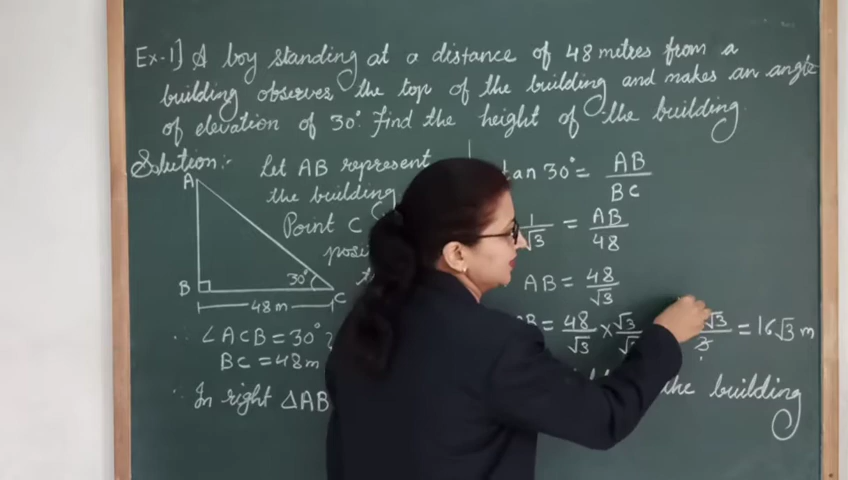 Ex-1] A boy standing at a distance of 48 metres from a
building observes the top of the building and makes an angle
of elevation of 30°. Find the height of the building.
Solution:-
Let AB represent
the building
Point C
A
B
C
30°
48 m
∴ ∠ACB = 30°
BC = 48m
∴ In right △AB
tan 30° = AB/BC
1/√3 = AB/48
AB = 48/√3
B = 48/√3 × √3/√3
√3/3 = 16√3 m
the building